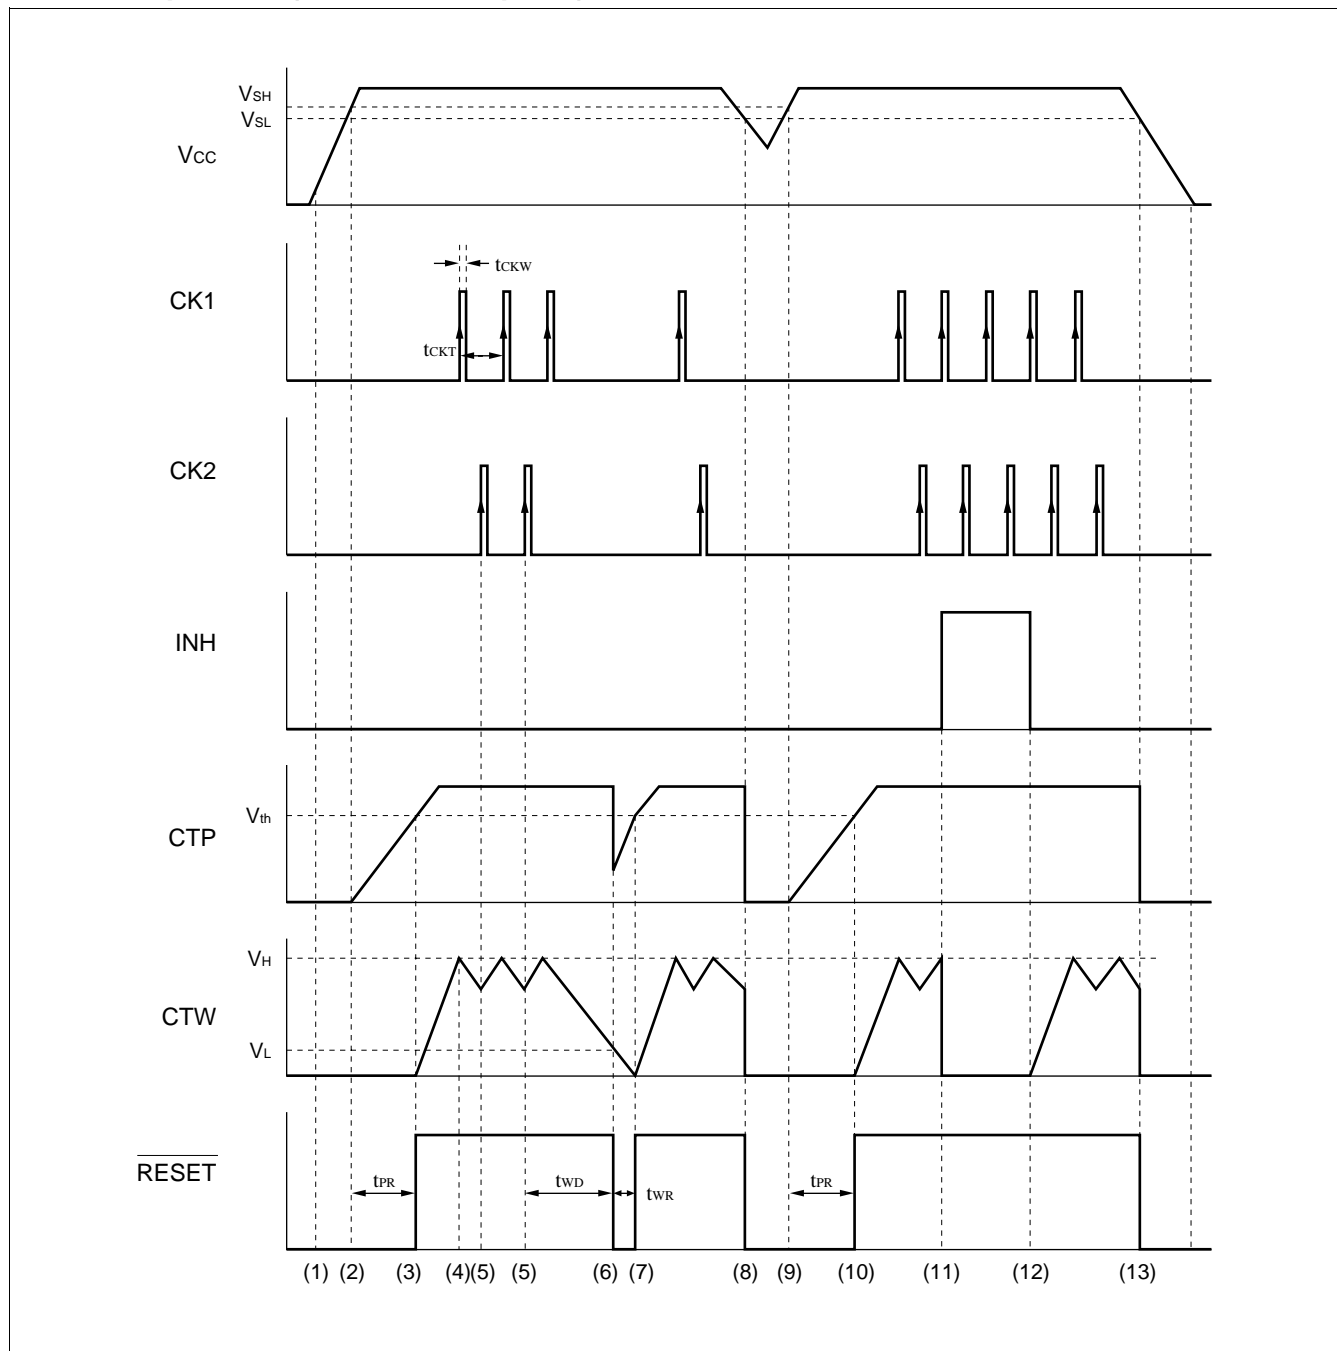 VSH
VSL
VCC
tCKW
CK1
tCKT
CK2
INH
Vth
CTP
VH
CTW
VL
RESET
tPR
tWD
tWR
tPR
(1) (2) (3) (4) (5) (5) (6) (7) (8) (9) (10) (11) (12) (13)